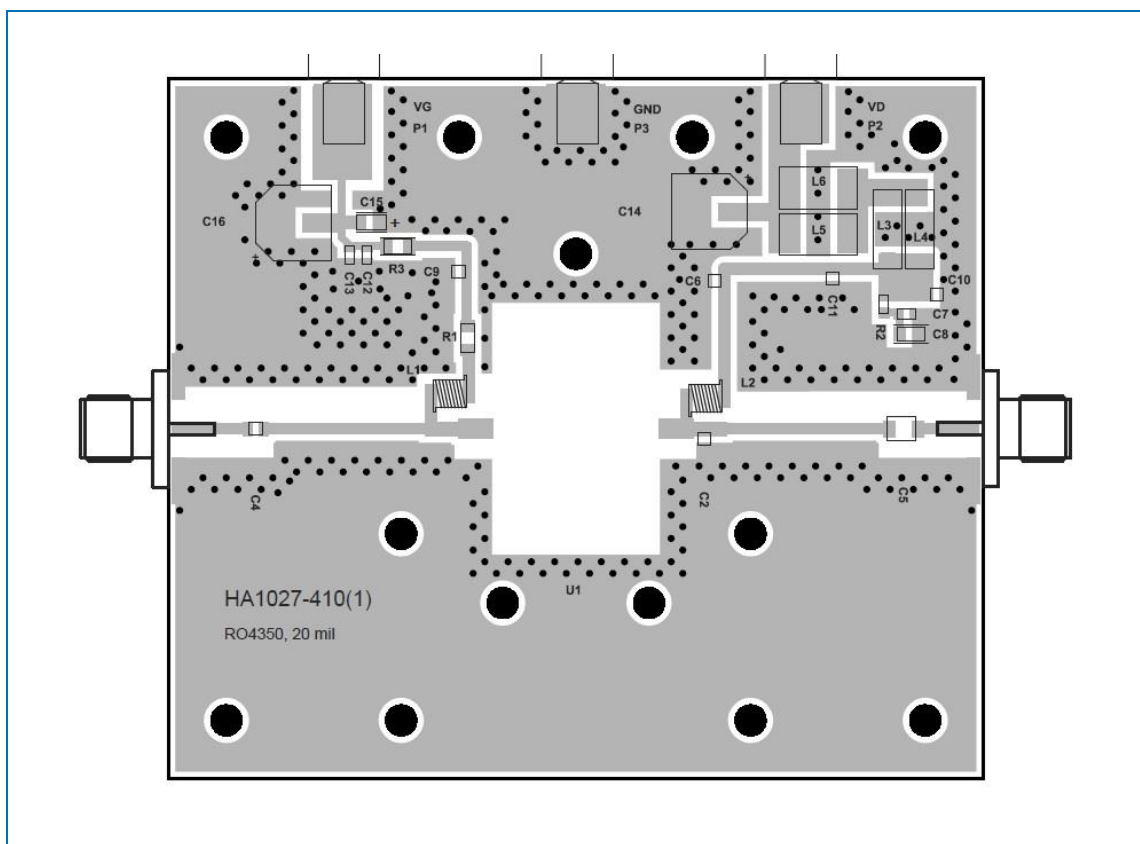 VG
P1
GND
P3
VD
P2
C16
C15
+
C14
+
L6
L5
L3
L4
R3
C13
C12
C9
+
C6
C11
C10
R2
C7
C8
R1
L1
L2
C4
C2
C5
U1
HA1027-410(1)
RO4350, 20 mil